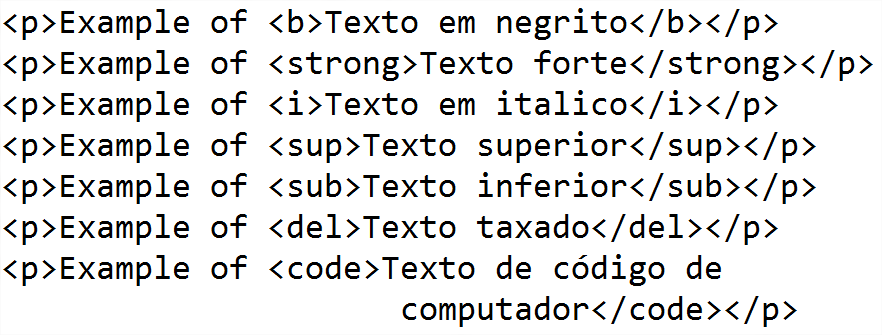 <p>Example of <b>Texto em negrito</b></p>
<p>Example of <strong>Texto forte</strong></p>
<p>Example of <i>Texto em italico</i></p>
<p>Example of <sup>Texto superior</sup></p>
<p>Example of <sub>Texto inferior</sub></p>
<p>Example of <del>Texto taxado</del></p>
<p>Example of <code>Texto de código de
computador</code></p>